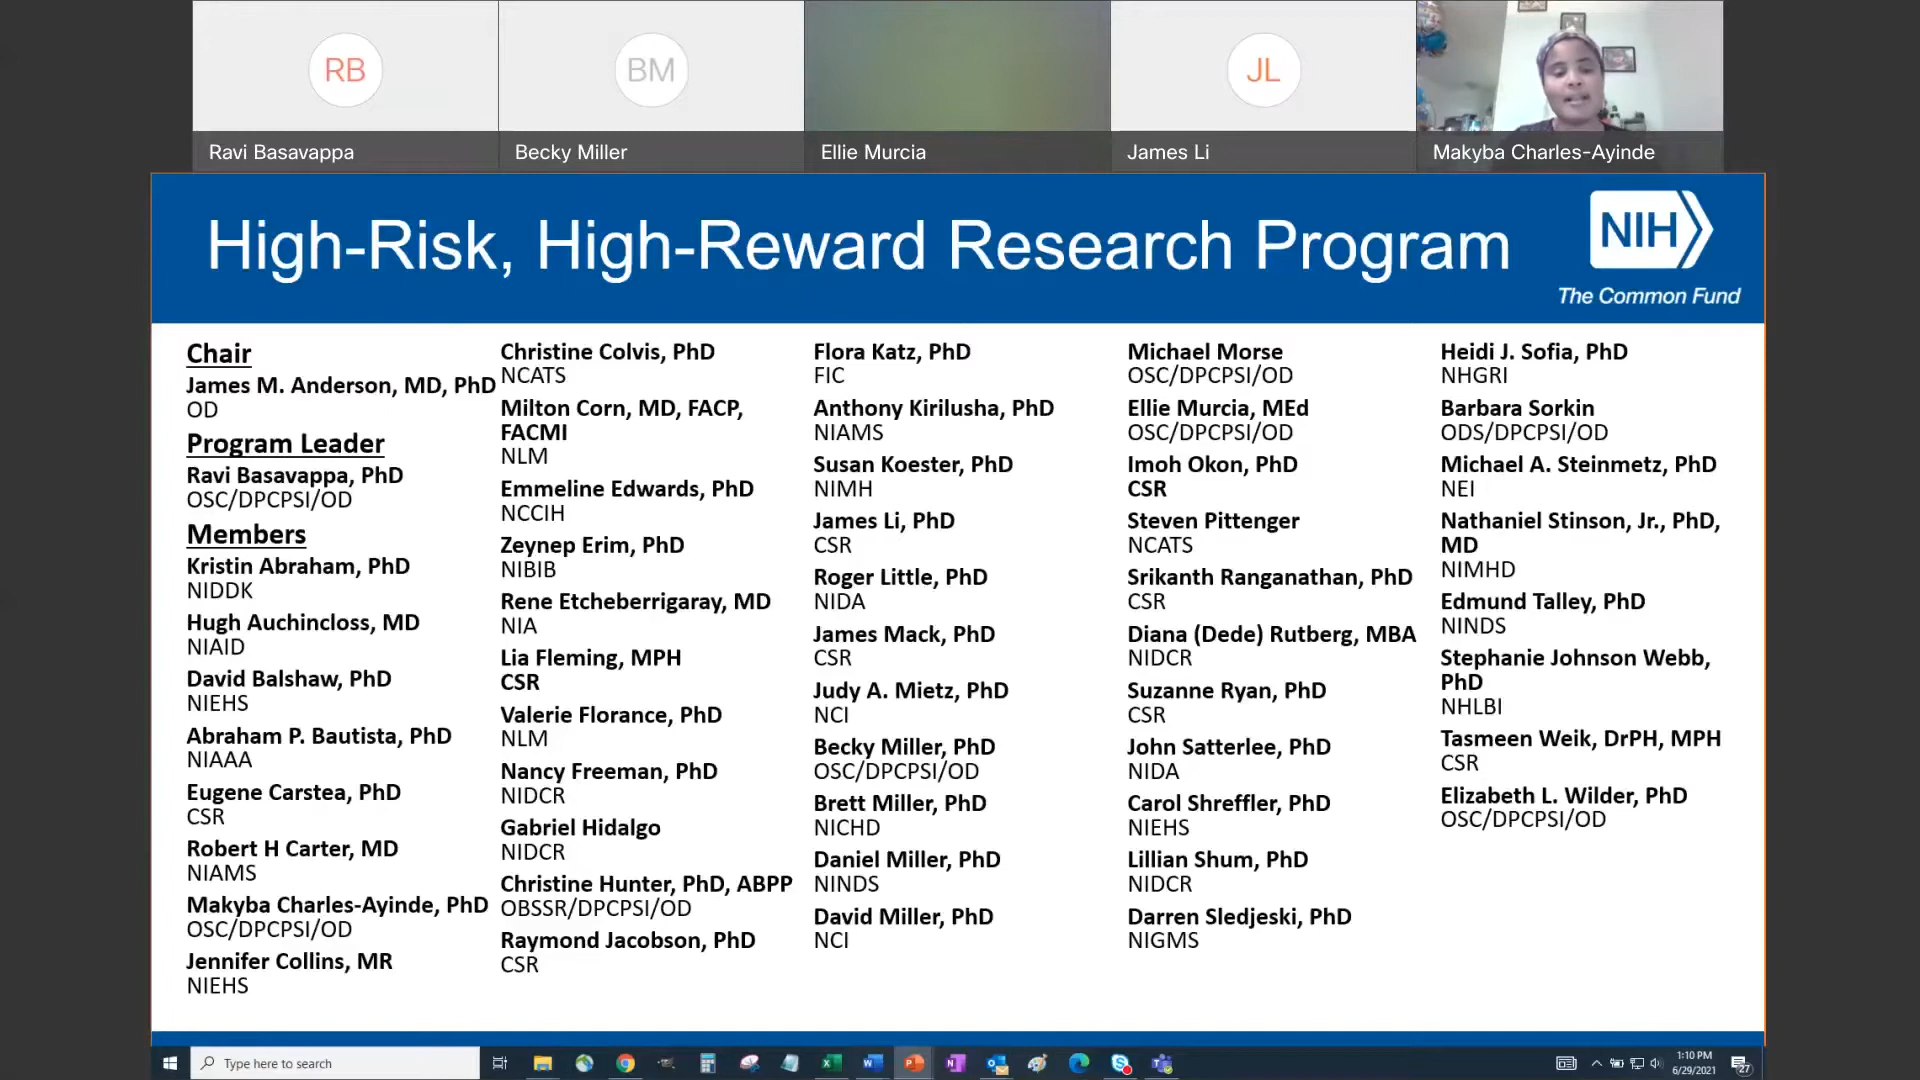 RB
BM
JL
Ravi Basavappa
Becky Miller
Ellie Murcia
James Li
Makyba Charles-Ayinde
High-Risk, High-Reward Research Program
NIH
The Common Fund
Chair
James M. Anderson, MD, PhD
OD
Program Leader
Ravi Basavappa, PhD
OSC/DPCPSI/OD
Members
Kristin Abraham, PhD
NIDDK
Hugh Auchincloss, MD
NIAID
David Balshaw, PhD
NIEHS
Abraham P. Bautista, PhD
NIAAA
Eugene Carstea, PhD
CSR
Robert H Carter, MD
NIAMS
Makyba Charles-Ayinde, PhD
OSC/DPCPSI/OD
Jennifer Collins, MR
NIEHS
Christine Colvis, PhD
NCATS
Milton Corn, MD, FACP,
FACMI
NLM
Emmeline Edwards, PhD
NCCIH
Zeynep Erim, PhD
NIBIB
Rene Etcheberrigaray, MD
NIA
Lia Fleming, MPH
CSR
Valerie Florance, PhD
NLM
Nancy Freeman, PhD
NIDCR
Gabriel Hidalgo
NIDCR
Christine Hunter, PhD, ABPP
OBSSR/DPCPSI/OD
Raymond Jacobson, PhD
CSR
Flora Katz, PhD
FIC
Anthony Kirilusha, PhD
NIAMS
Susan Koester, PhD
NIMH
James Li, PhD
CSR
Roger Little, PhD
NIDA
James Mack, PhD
CSR
Judy A. Mietz, PhD
NCI
Becky Miller, PhD
OSC/DPCPSI/OD
Brett Miller, PhD
NICHD
Daniel Miller, PhD
NINDS
David Miller, PhD
NCI
Michael Morse
OSC/DPCPSI/OD
Ellie Murcia, MEd
OSC/DPCPSI/OD
Imoh Okon, PhD
CSR
Steven Pittenger
NCATS
Srikanth Ranganathan, PhD
CSR
Diana (Dede) Rutberg, MBA
NIDCR
Suzanne Ryan, PhD
CSR
John Satterlee, PhD
NIDA
Carol Shreffler, PhD
NIEHS
Lillian Shum, PhD
NIDCR
Darren Sledjeski, PhD
NIGMS
Heidi J. Sofia, PhD
NHGRI
Barbara Sorkin
ODS/DPCPSI/OD
Michael A. Steinmetz, PhD
NEI
Nathaniel Stinson, Jr., PhD,
MD
NIMHD
Edmund Talley, PhD
NINDS
Stephanie Johnson Webb,
PhD
NHLBI
Tasmeen Weik, DrPH, MPH
CSR
Elizabeth L. Wilder, PhD
OSC/DPCPSI/OD
Type here to search
1:10 PM
6/29/2021
27